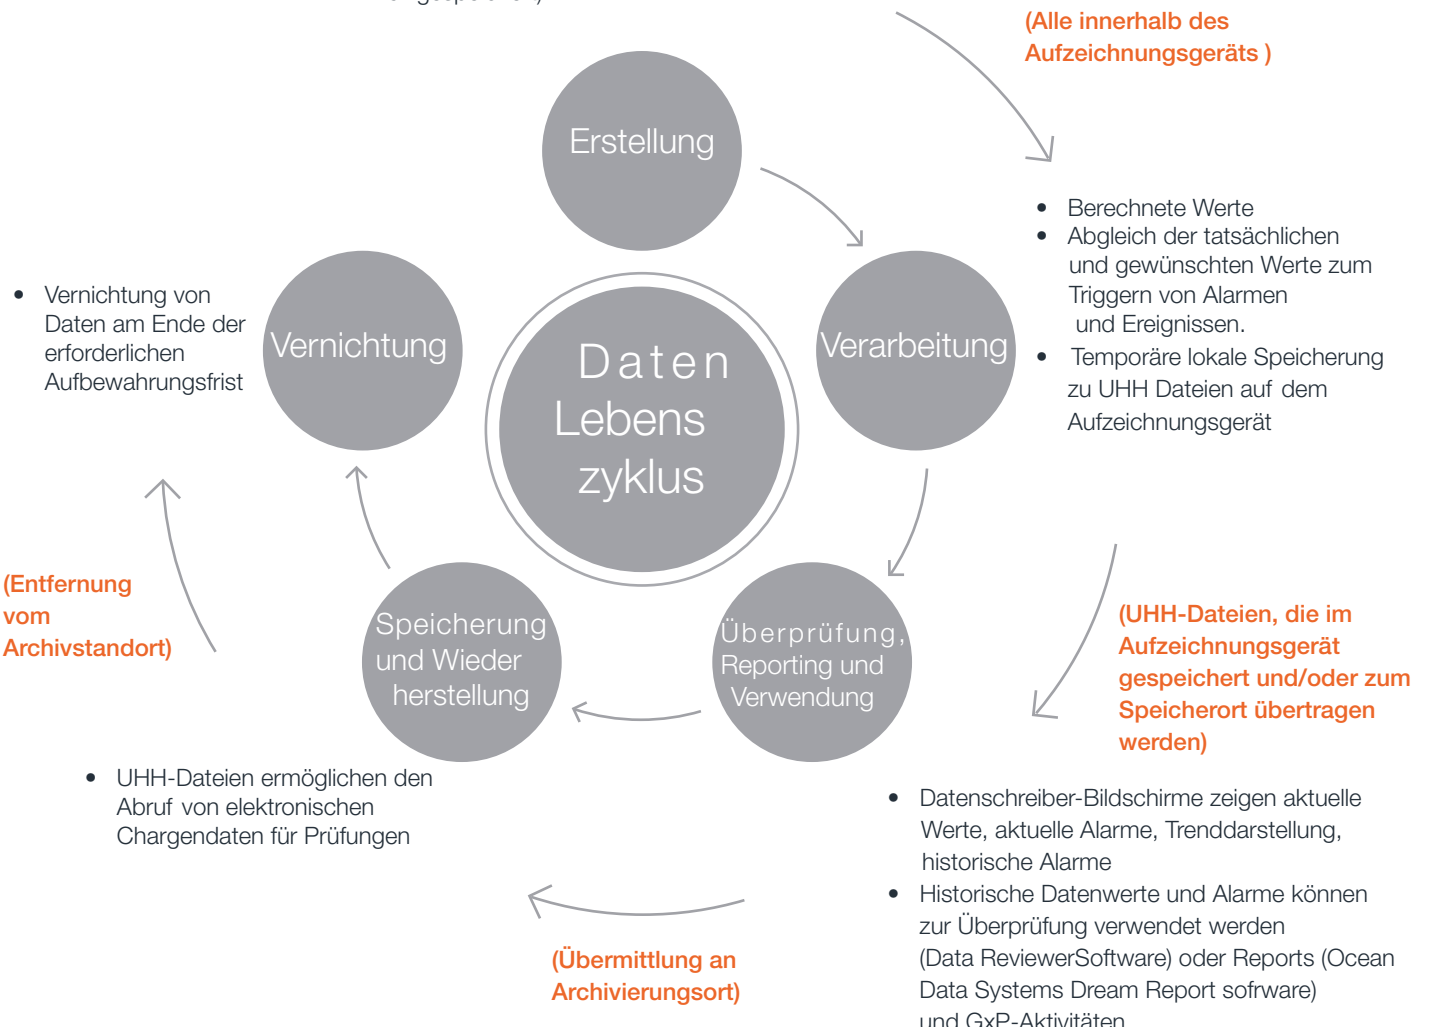 (Alle innerhalb des
Aufzeichnungsgeräts )
Erstellung
• Berechnete Werte
• Abgleich der tatsächlichen
und gewünschten Werte zum
Triggern von Alarmen
und Ereignissen.
• Temporäre lokale Speicherung
zu UHH Dateien auf dem
Aufzeichnungsgerät
Verarbeitung
Daten
Lebens
zyklus
Vernichtung
• Vernichtung von
Daten am Ende der
erforderlichen
Aufbewahrungsfrist
(UHH-Dateien, die im
Aufzeichnungsgerät
gespeichert und/oder zum
Speicherort übertragen
werden)
Überprüfung,
Reporting und
Verwendung
Speicherung
und Wieder
herstellung
(Entfernung
vom
Archivstandort)
• UHH-Dateien ermöglichen den
Abruf von elektronischen
Chargendaten für Prüfungen
• Datenschreiber-Bildschirme zeigen aktuelle
Werte, aktuelle Alarme, Trenddarstellung,
historische Alarme
• Historische Datenwerte und Alarme können
zur Überprüfung verwendet werden
(Data ReviewerSoftware) oder Reports (Ocean
Data Systems Dream Report sofrware)
und GxP-Aktivitäten
(Übermittlung an
Archivierungsort)